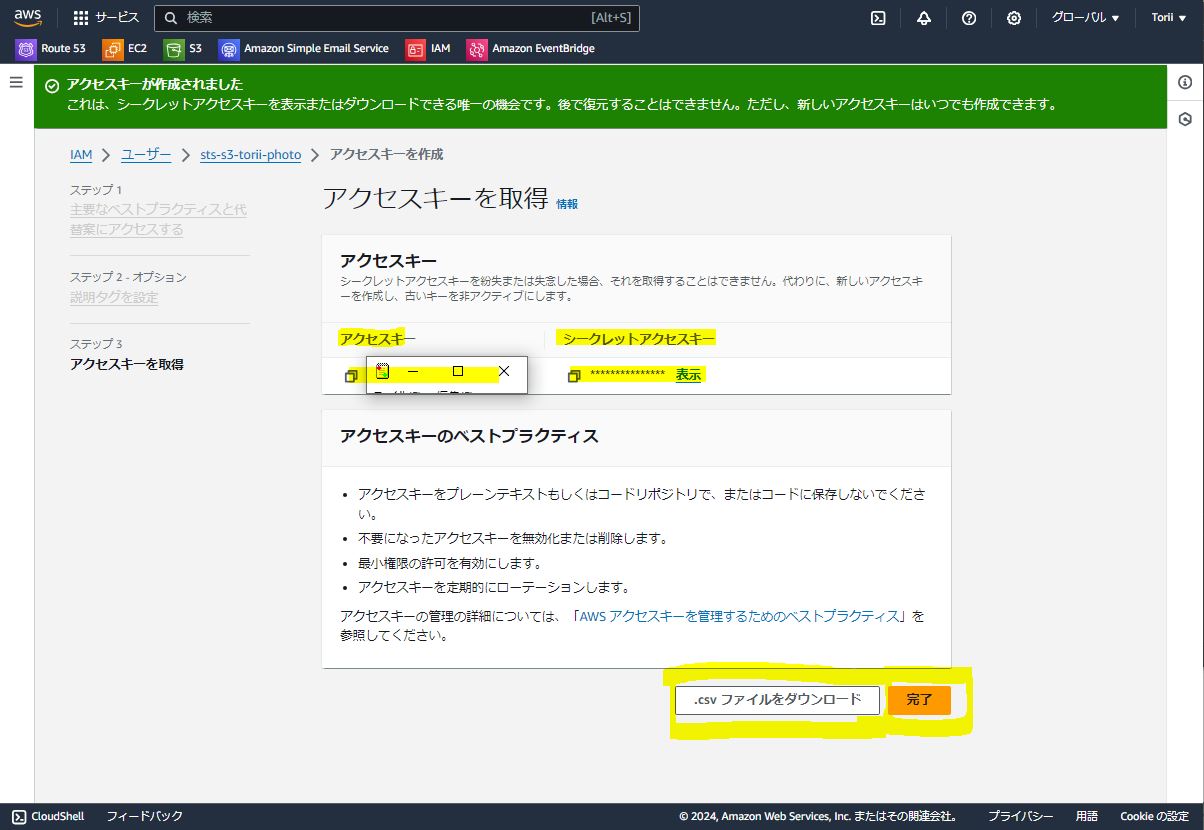 aws サービス 検索 [Alt+S] グローバル Torii
Route 53 EC2 S3 Amazon Simple Email Service IAM Amazon EventBridge
アクセスキーが作成されました
これは、シークレットアクセスキーを表示またはダウンロードできる唯一の機会です。後で復元することはできません。ただし、新しいアクセスキーはいつでも作成できます。
IAM ユーザー sts-s3-torii-photo アクセスキーを作成
ステップ 1
主要なベストプラクティスと代
替案にアクセスする
ステップ 2 - オプション
説明タグを設定
ステップ 3
アクセスキーを取得
アクセスキーを取得 情報
アクセスキー
シークレットアクセスキーを紛失または失念した場合、それを取得することはできません。代わりに、新しいアクセスキ
ーを作成し、古いキーを非アクティブにします。
アクセスキー シークレットアクセスキー
*************** 表示
アクセスキーのベストプラクティス
• アクセスキーをプレーンテキストもしくはコードリポジトリで、またはコードに保存しないでくださ
い。
• 不要になったアクセスキーを無効化または削除します。
• 最小権限の許可を有効にします。
• アクセスキーを定期的にローテーションします。
アクセスキーの管理の詳細については、「AWS アクセスキーを管理するためのベストプラクティス」を
参照してください。
.csv ファイルをダウンロード 完了
CloudShell フィードバック © 2024, Amazon Web Services, Inc. またはその関連会社。 プライバシー 用語 Cookie の設定